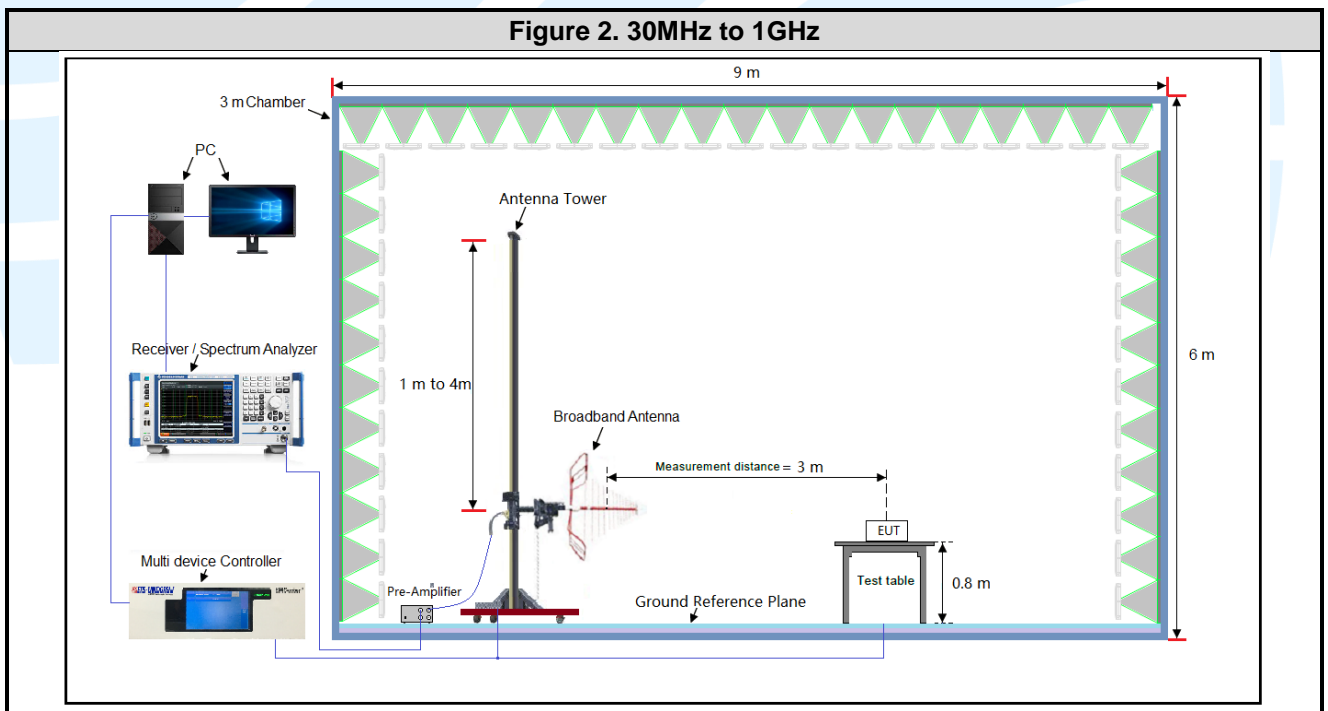 Figure 2. 30MHz to 1GHz
9 m
3 m Chamber
PC
Antenna Tower
Receiver / Spectrum Analyzer
1 m to 4m
6 m
Broadband Antenna
Measurement distance = 3 m
EUT
Multi device Controller
Test table
0.8 m
Pre-Amplifier
Ground Reference Plane